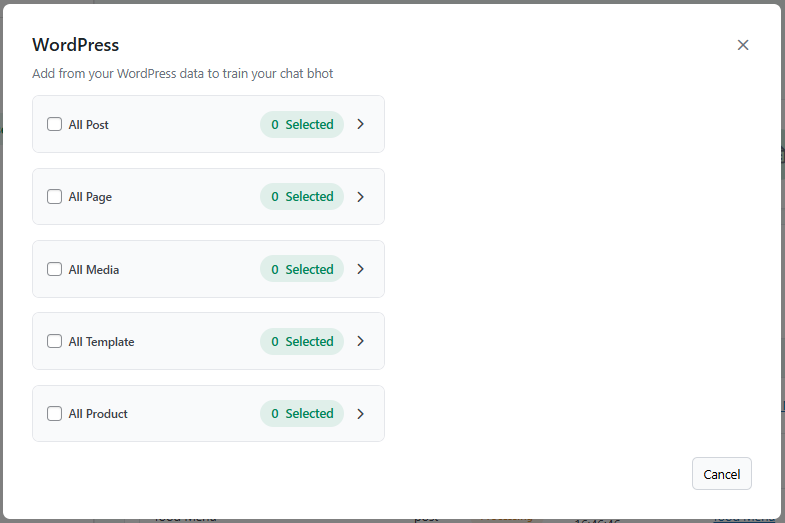 WordPress
Add from your WordPress data to train your chat bhot
All Post 0 Selected
All Page 0 Selected
All Media 0 Selected
All Template 0 Selected
All Product 0 Selected
Cancel